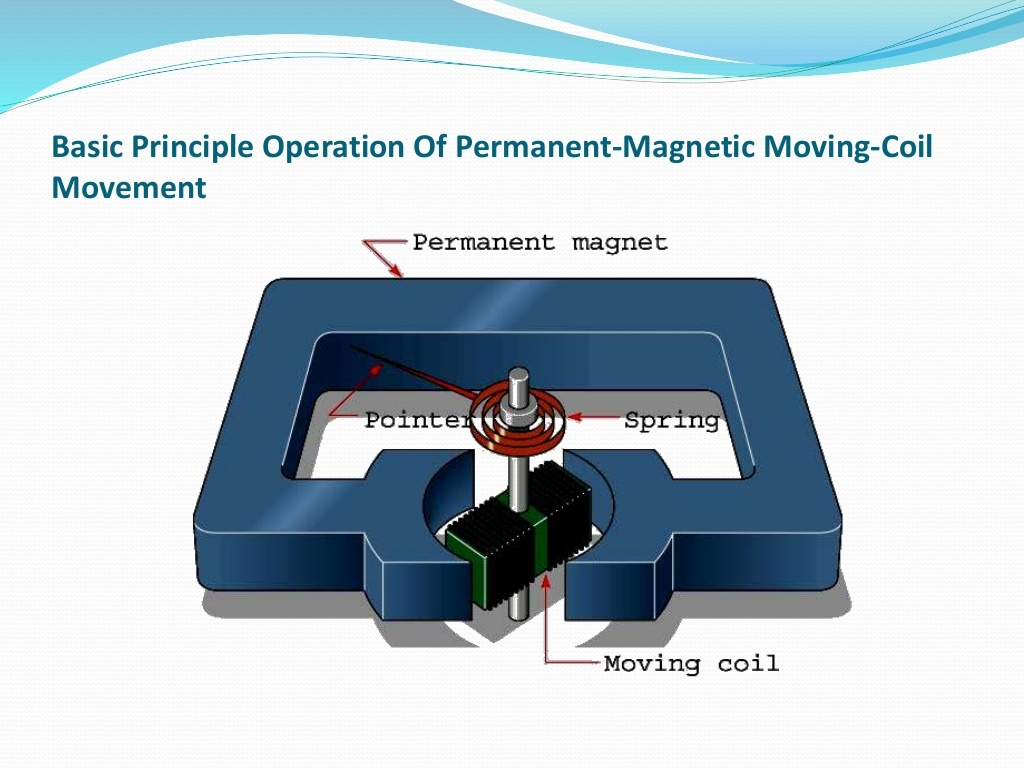 Basic Principle Operation Of Permanent-Magnetic Moving-Coil
Movement
Permanent magnet
Pointer
Spring
Moving coil